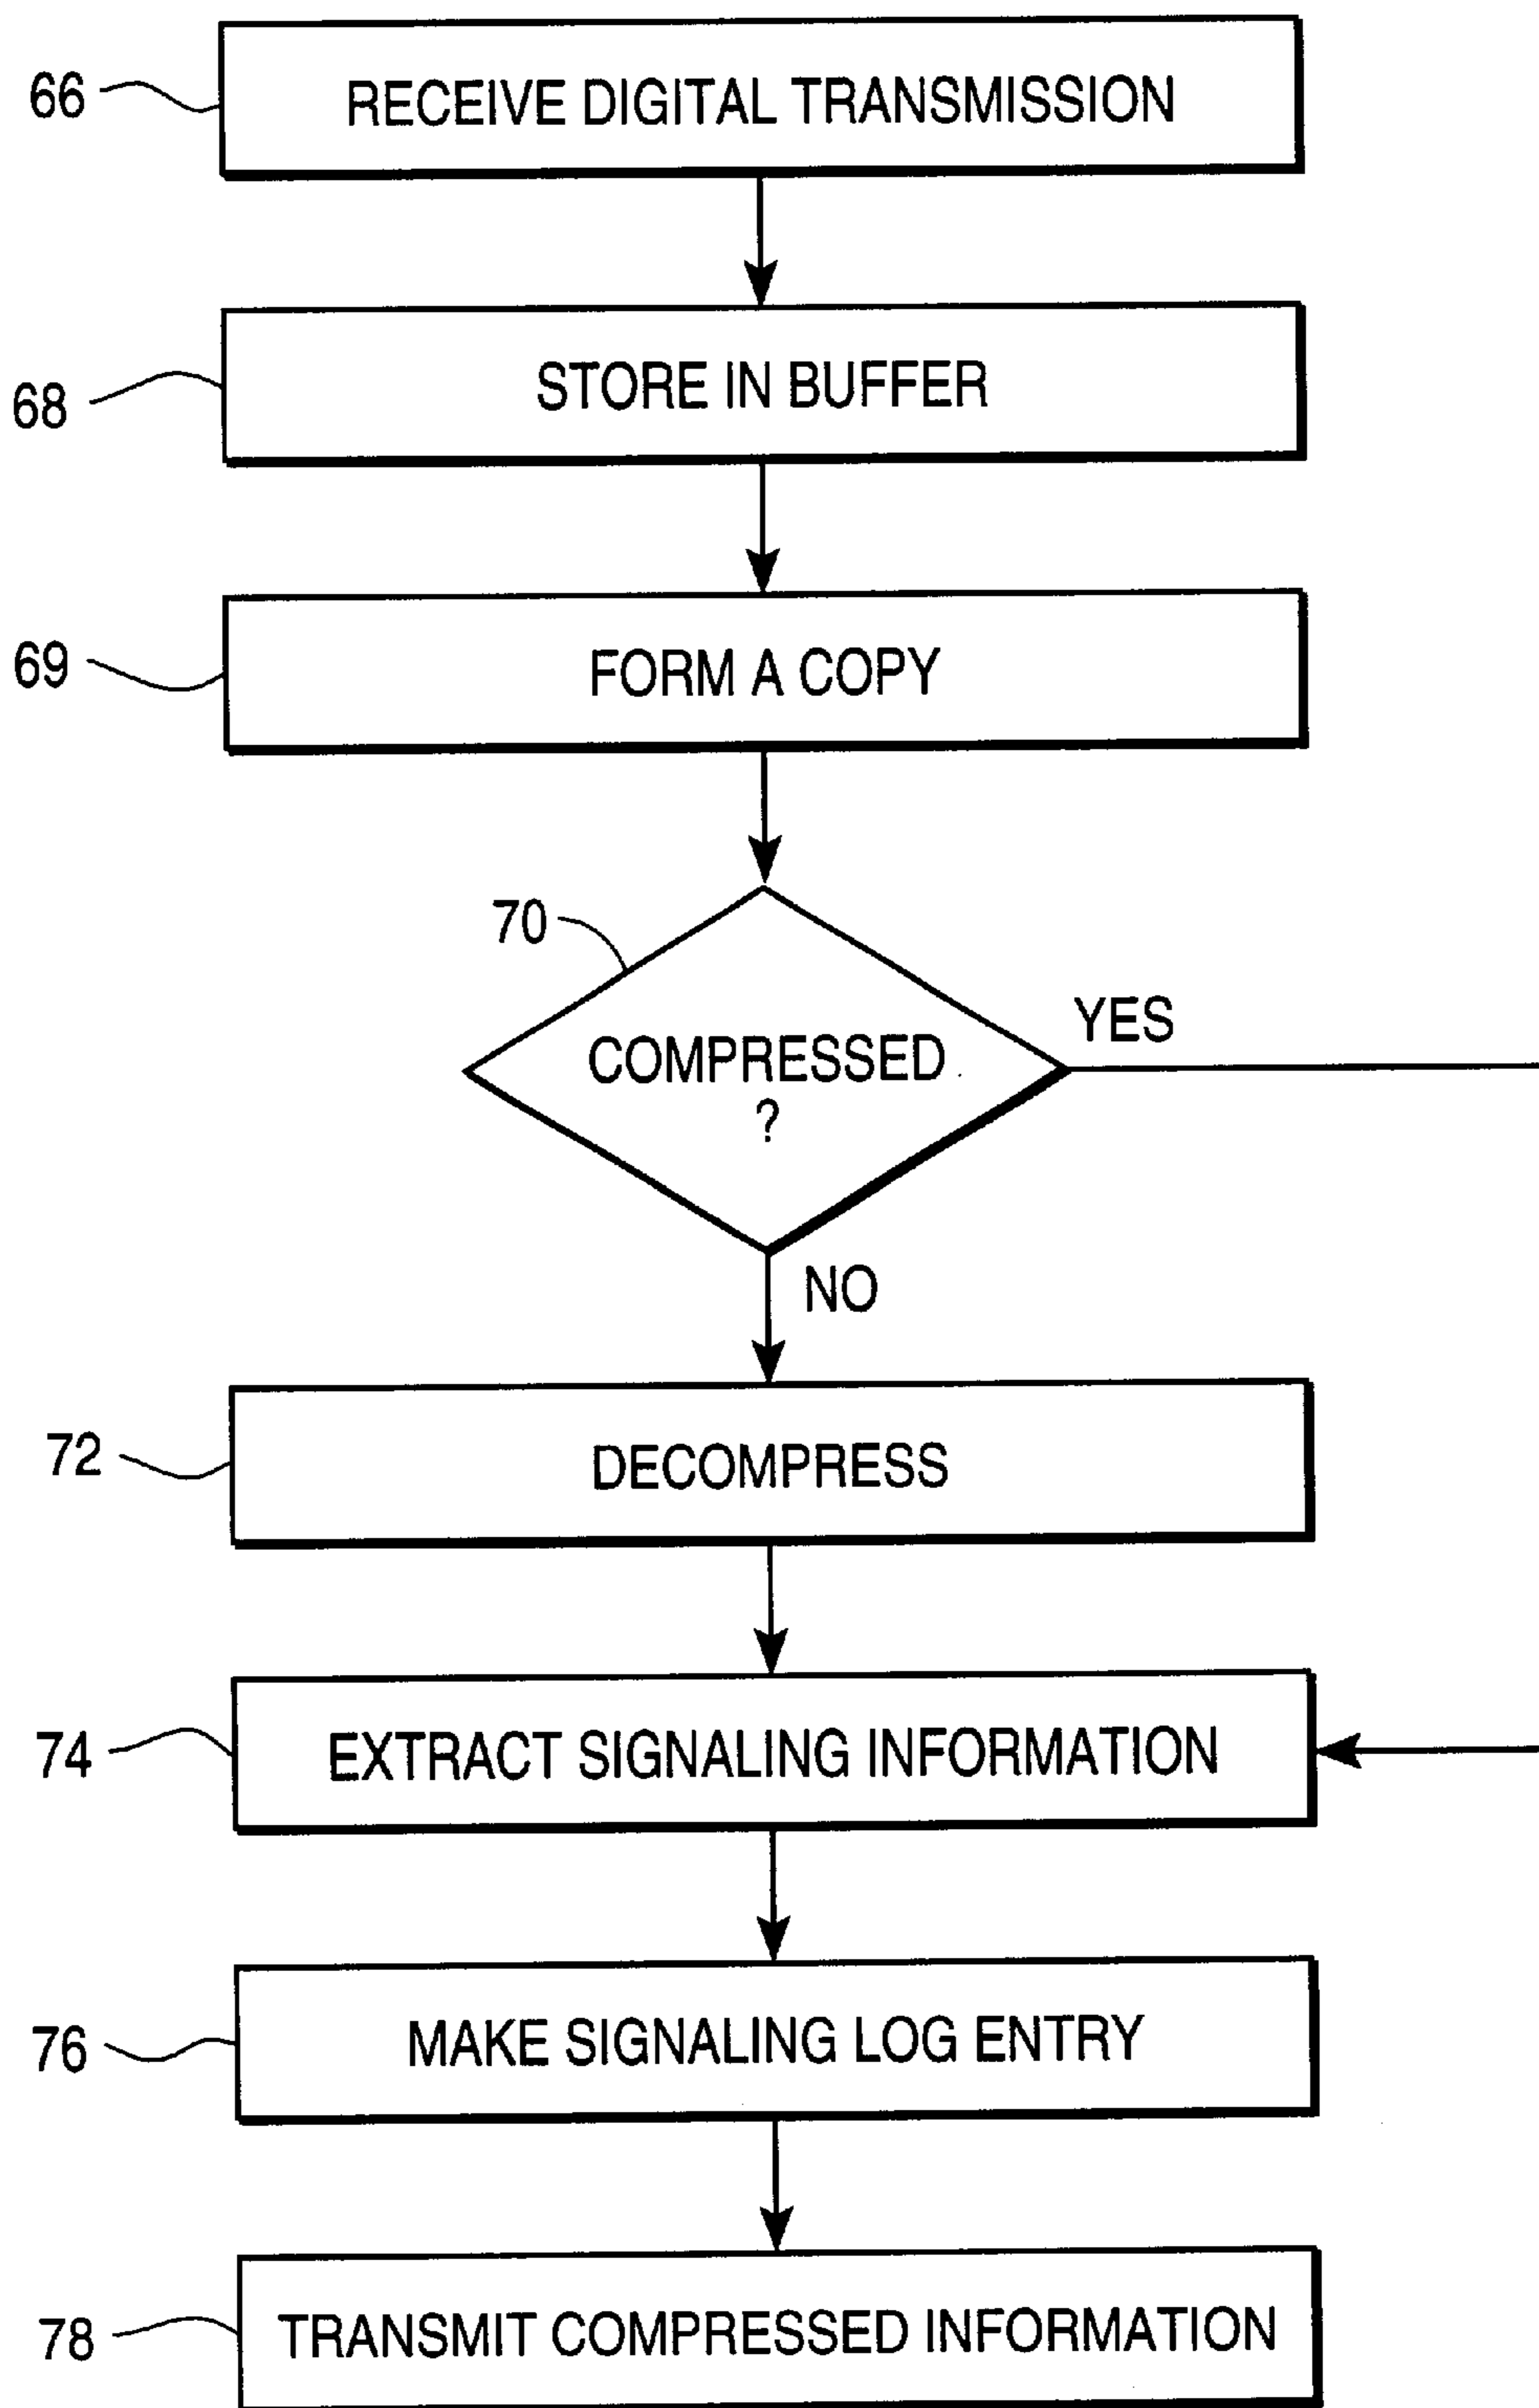 66
RECEIVE DIGITAL TRANSMISSION
68
STORE IN BUFFER
69
FORM A COPY
70
COMPRESSED
?
YES
NO
72
DECOMPRESS
74
EXTRACT SIGNALING INFORMATION
76
MAKE SIGNALING LOG ENTRY
78
TRANSMIT COMPRESSED INFORMATION